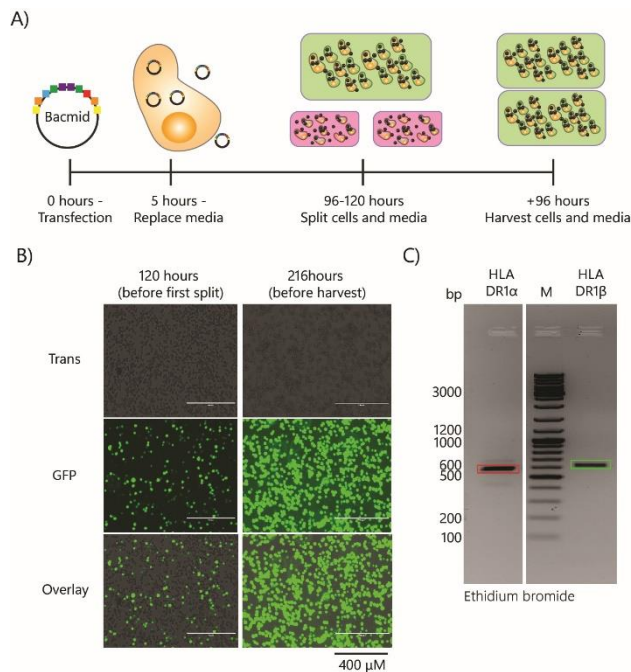 A)
Bacmid
0 hours -
Transfection
5 hours -
Replace media
96-120 hours
Split cells and media
+96 hours
Harvest cells and media
B)
120 hours
(before first split)
216hours
(before harvest)
Trans
GFP
Overlay
400 µM
C)
bp
HLA
DR1α
M
HLA
DR1β
3000
1200
1000
600
500
200
100
Ethidium bromide